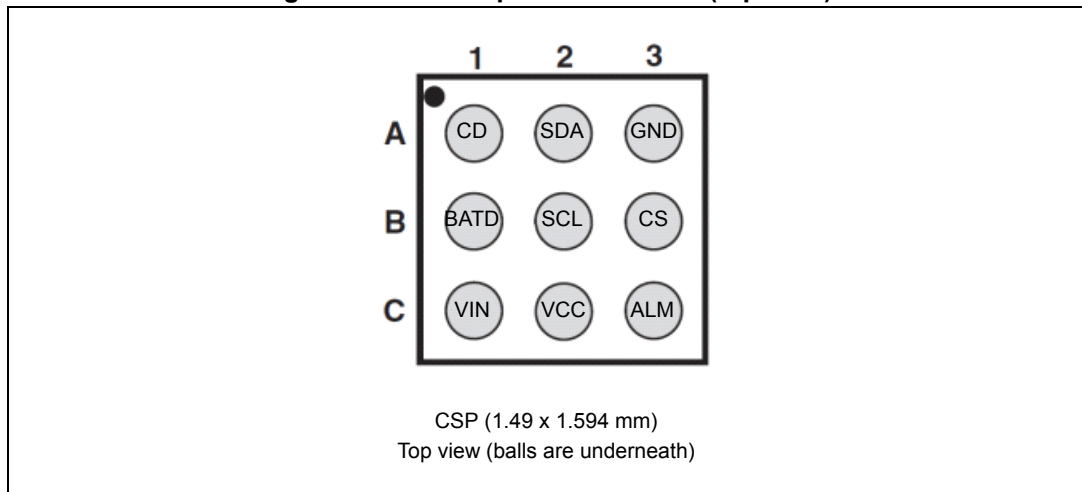 1 2 3
A CD SDA GND
B BATD SCL CS
C VIN VCC ALM
CSP (1.49 x 1.594 mm)
Top view (balls are underneath)